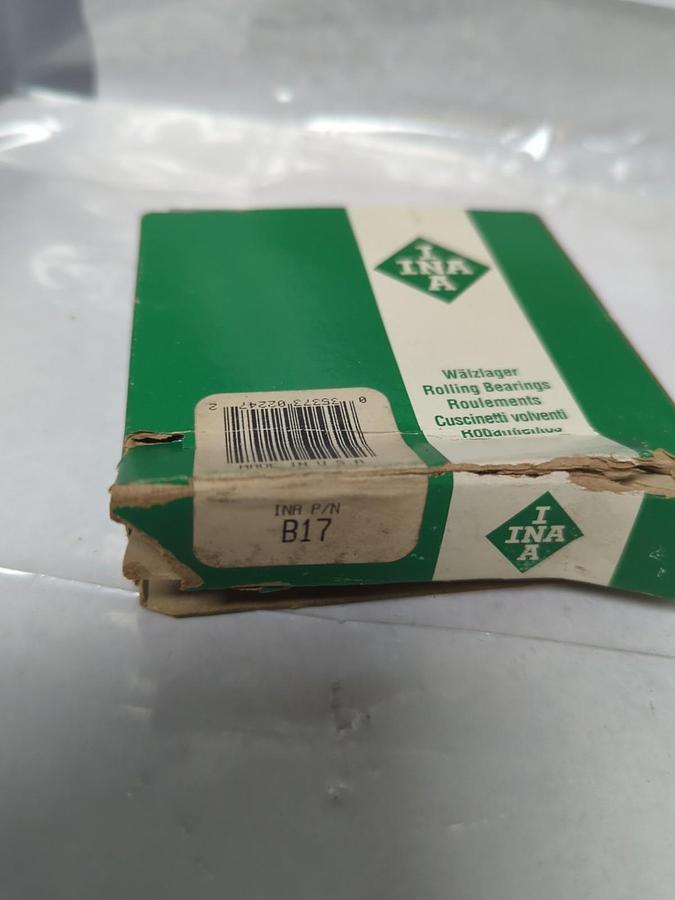 INA
Wälzlager
Rolling Bearings
Roulements
Cuscinetti volventi
0 35373 02247 2
MADE IN U.S.A
INA P/N
B17
INA